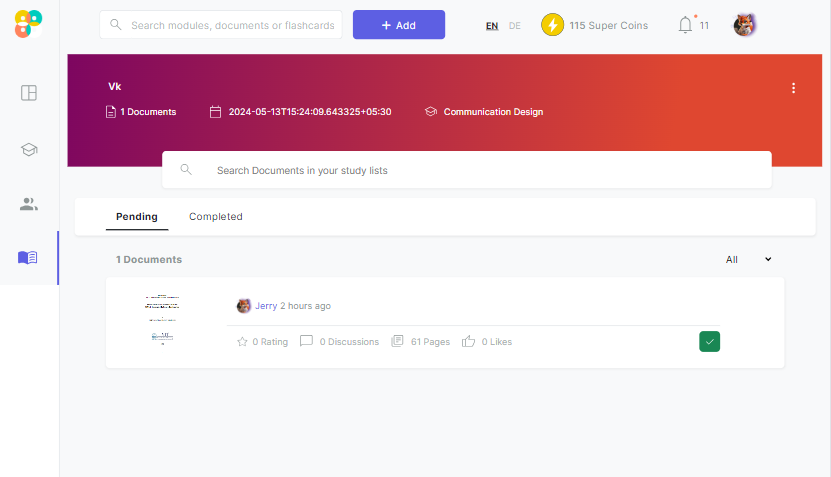 Search modules, documents or flashcards
+ Add
EN DE
115 Super Coins
11
Vk
1 Documents
2024-05-13T15:24:09.643325+05:30
Communication Design
Search Documents in your study lists
Pending
Completed
1 Documents
All
Jerry 2 hours ago
0 Rating
0 Discussions
61 Pages
0 Likes